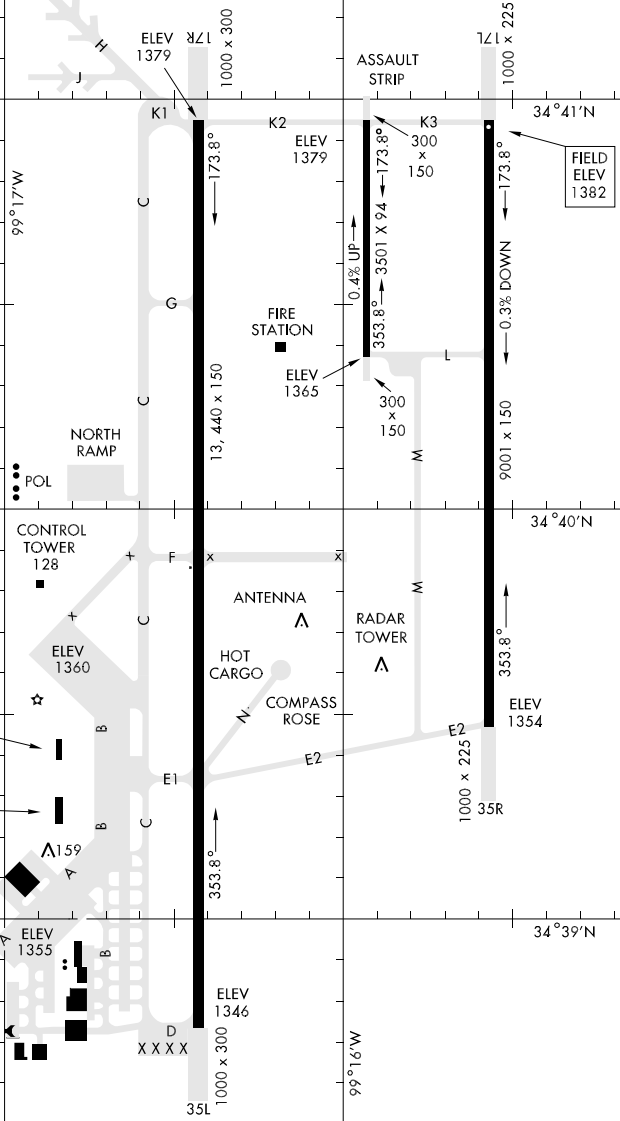 H
J
ELEV
1379
17R
1000 x 300
ASSAULT
STRIP
17L
1000 x 225
34°41'N
K1
K2
K3
ELEV
1379
300
x
150
FIELD
ELEV
1382
99°17'W
173.8°
173.8°
173.8°
C
3501 X 94
0.4% UP
353.8°
0.3% DOWN
G
FIRE
STATION
L
ELEV
1365
300
x
150
C
13, 440 x 150
9001 x 150
NORTH
RAMP
POL
M
34°40'N
CONTROL
TOWER
128
x
F
x
x
x
ANTENNA
M
RADAR
TOWER
C
ELEV
1360
HOT
CARGO
353.8°
COMPASS
ROSE
N
B
E2
E2
ELEV
1354
1000 x 225
35R
E1
C
B
353.8°
159
A
A
34°39'N
ELEV
1355
B
ELEV
1346
D
X X X X
1000 x 300
99°16'W
35L